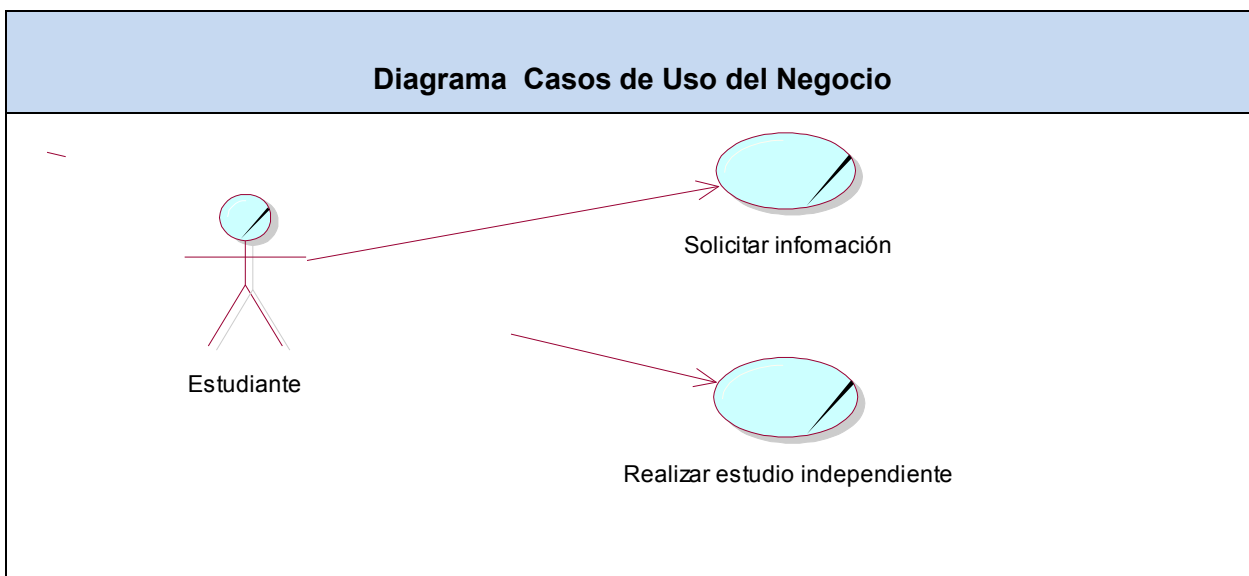 Diagrama  Casos de Uso del Negocio
Solicitar infomación
Estudiante
Realizar estudio independiente